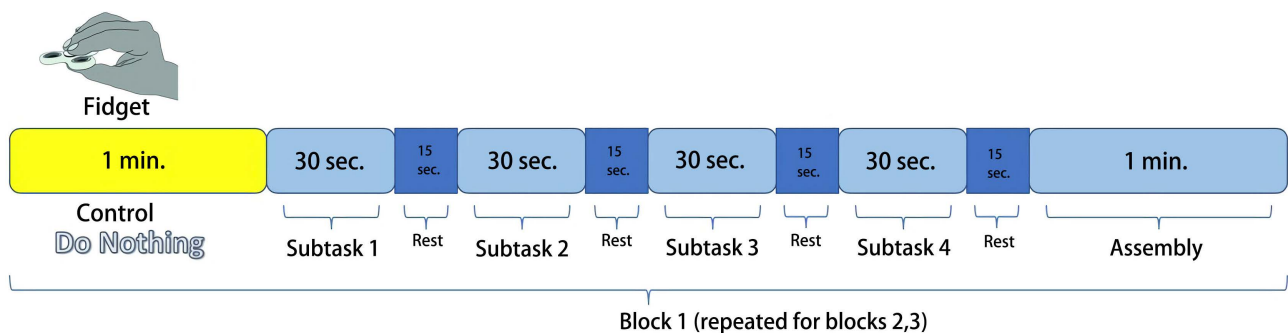 Fidget
1 min.
30 sec.
15
sec.
30 sec.
15
sec.
30 sec.
15
sec.
30 sec.
15
sec.
1 min.
Control
Do Nothing
Subtask 1
Rest
Subtask 2
Rest
Subtask 3
Rest
Subtask 4
Rest
Assembly
Block 1 (repeated for blocks 2,3)